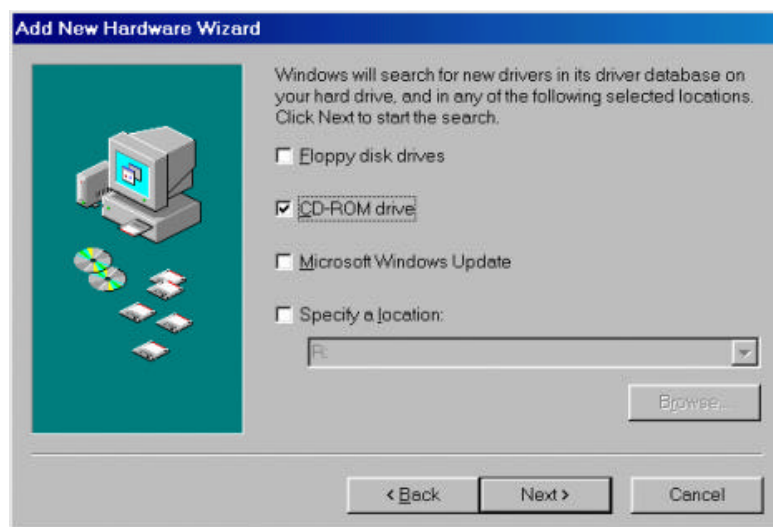 Add New Hardware Wizard
Windows will search for new drivers in its driver database on
your hard drive, and in any of the following selected locations.
Click Next to start the search.
Floppy disk drives
CD-ROM drive
Microsoft Windows Update
Specify a location:
R:
Browse...
< Back
Next >
Cancel